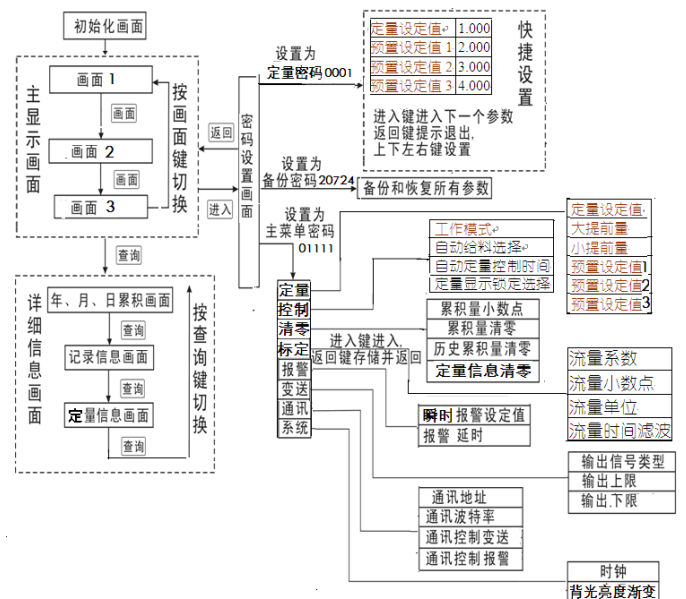 初始化画面
主显示画面
画面 1
画面
画面 2
画面
画面 3
按画面键切换
查询
详细信息画面
年、月、日累积画面
查询
记录信息画面
查询
定量信息画面
查询
按查询键切换
返回
进入
密码设置画面
设置为
定量密码0001
定量设定值 1.000
预置设定值 1 2.000
预置设定值 2 3.000
预置设定值 3 4.000
快捷设置
进入键进入下一个参数
返回键提示退出,
上下左右键设置
设置为
备份密码20724
备份和恢复所有参数
设置为
主菜单密码
01111
定量
控制
清零
标定
报警
变送
通讯
系统
定量设定值
大提前量
小提前量
预置设定值1
预置设定值2
预置设定值3
工作模式
自动给料选择
自动定量控制时间
定量显示锁定选择
累积量小数点
累积量清零
历史累积量清零
定量信息清零
进入键进入,
返回键存储并返回
流量系数
流量小数点
流量单位
流量时间滤波
瞬时报警设定值
报警 延时
输出信号类型
输出上限
输出下限
通讯地址
通讯波特率
通讯控制变送
通讯控制报警
时钟
背光亮度渐变